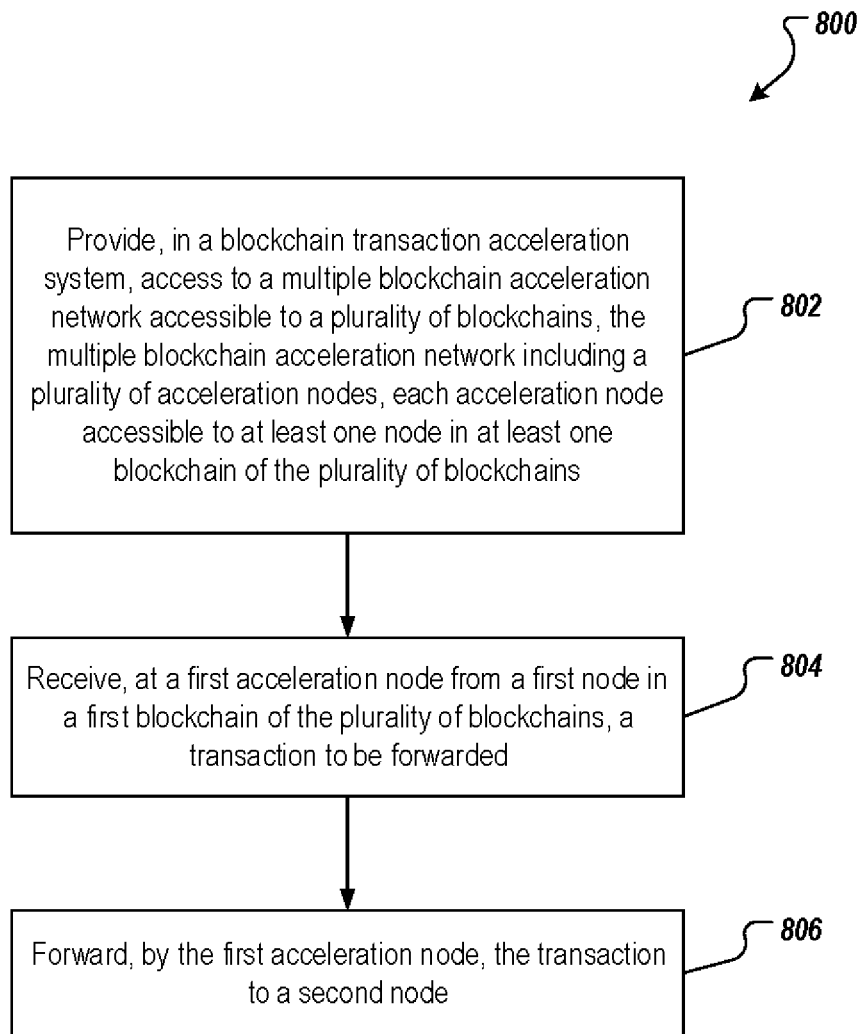 800
Provide, in a blockchain transaction acceleration
system, access to a multiple blockchain acceleration
network accessible to a plurality of blockchains, the
multiple blockchain acceleration network including a
plurality of acceleration nodes, each acceleration node
accessible to at least one node in at least one
blockchain of the plurality of blockchains
802
Receive, at a first acceleration node from a first node in
a first blockchain of the plurality of blockchains, a
transaction to be forwarded
804
Forward, by the first acceleration node, the transaction
to a second node
806